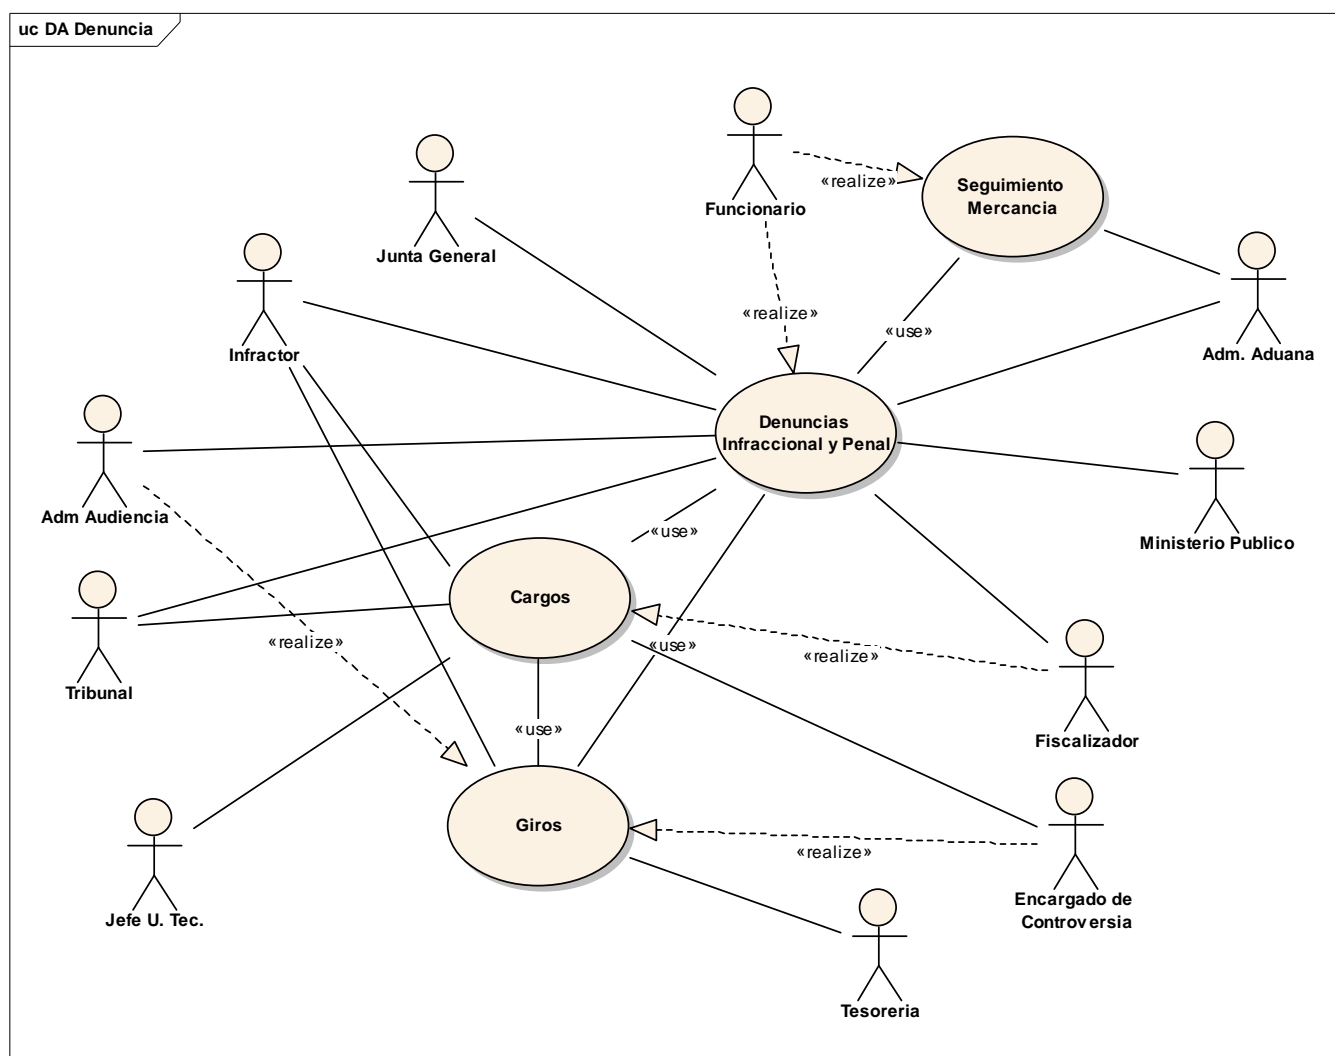 uc DA Denuncia
Funcionario
«realize»
Seguimiento
Mercancia
Junta General
«realize»
«use»
Infractor
Adm. Aduana
Denuncias
Infraccional y Penal
Adm Audiencia
Ministerio Publico
«use»
Cargos
«realize»
«use»
«realize»
Tribunal
«use»
Fiscalizador
Giros
«realize»
Jefe U. Tec.
Encargado de
Controversia
Tesoreria